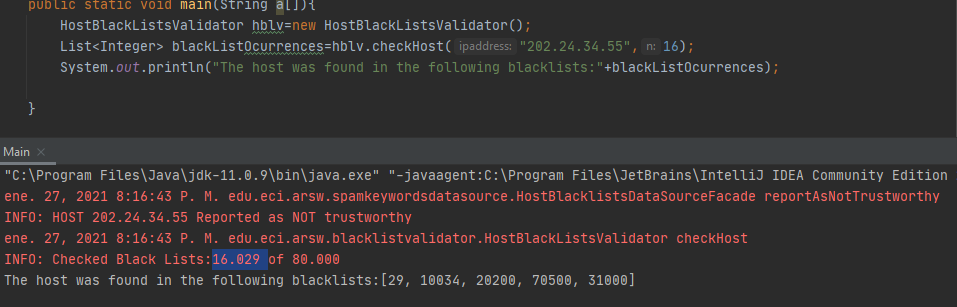 public static void main(String a[]){
HostBlackListsValidator hblv=new HostBlackListsValidator();
List<Integer> blackListOcurrences=hblv.checkHost( ipaddress: "202.24.34.55", n: 16);
System.out.println("The host was found in the following blacklists:"+blackListOcurrences);
}
Main ×
"C:\Program Files\Java\jdk-11.0.9\bin\java.exe" "-javaagent:C:\Program Files\JetBrains\IntelliJ IDEA Community Edition
ene. 27, 2021 8:16:43 P. M. edu.eci.arsw.spamkeywordsdatasource.HostBlacklistsDataSourceFacade reportAsNotTrustworthy
INFO: HOST 202.24.34.55 Reported as NOT trustworthy
ene. 27, 2021 8:16:43 P. M. edu.eci.arsw.blacklistvalidator.HostBlackListsValidator checkHost
INFO: Checked Black Lists:16.029 of 80.000
The host was found in the following blacklists:[29, 10034, 20200, 70500, 31000]